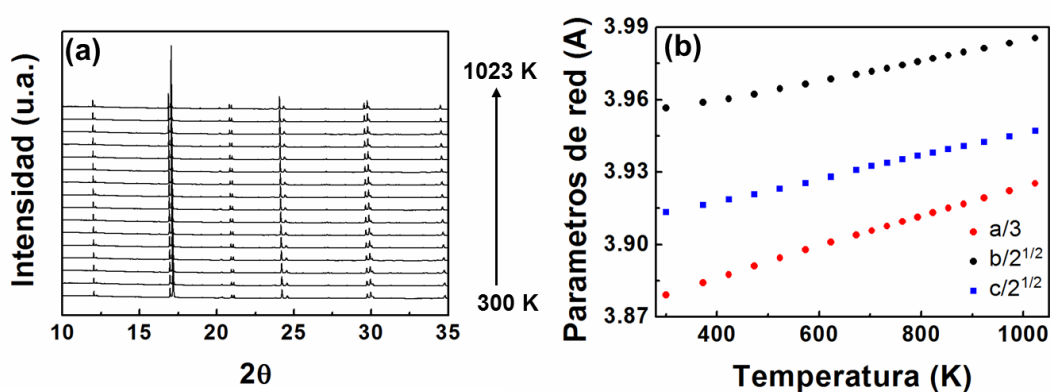 (a)
Intensidad (u.a.)
10 15 20 25 30 35
2θ
1023 K
300 K
(b)
Parametros de red (A)
3.99
3.96
3.93
3.90
3.87
a/3
b/2^{1/2}
c/2^{1/2}
400 600 800 1000
Temperatura (K)